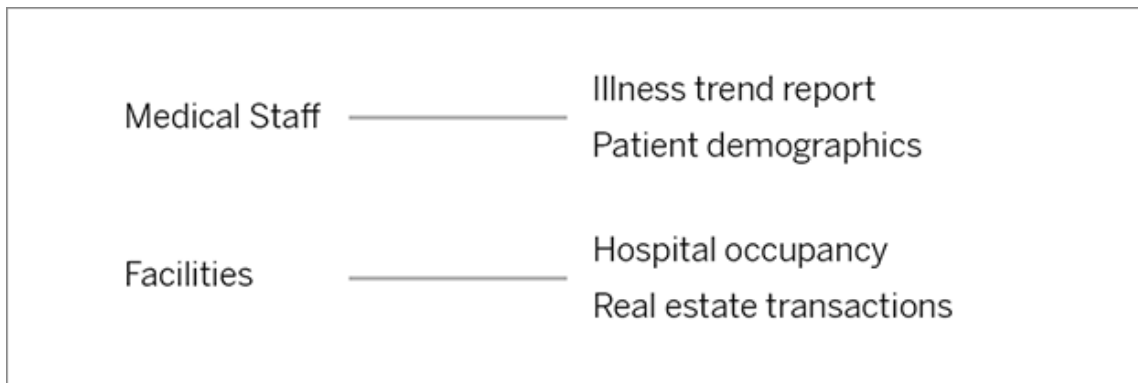 Medical Staff
Illness trend report
Patient demographics
Facilities
Hospital occupancy
Real estate transactions